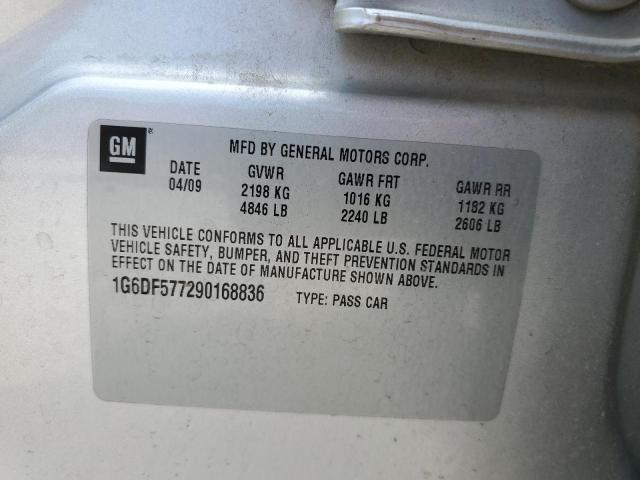 GM
MFD BY GENERAL MOTORS CORP.
DATE GVWR GAWR FRT GAWR RR
04/09 2198 KG 1016 KG 1182 KG
4846 LB 2240 LB 2606 LB
THIS VEHICLE CONFORMS TO ALL APPLICABLE U.S. FEDERAL MOTOR
VEHICLE SAFETY, BUMPER, AND THEFT PREVENTION STANDARDS IN
EFFECT ON THE DATE OF MANUFACTURE SHOWN ABOVE.
1G6DF577290168836 TYPE: PASS CAR